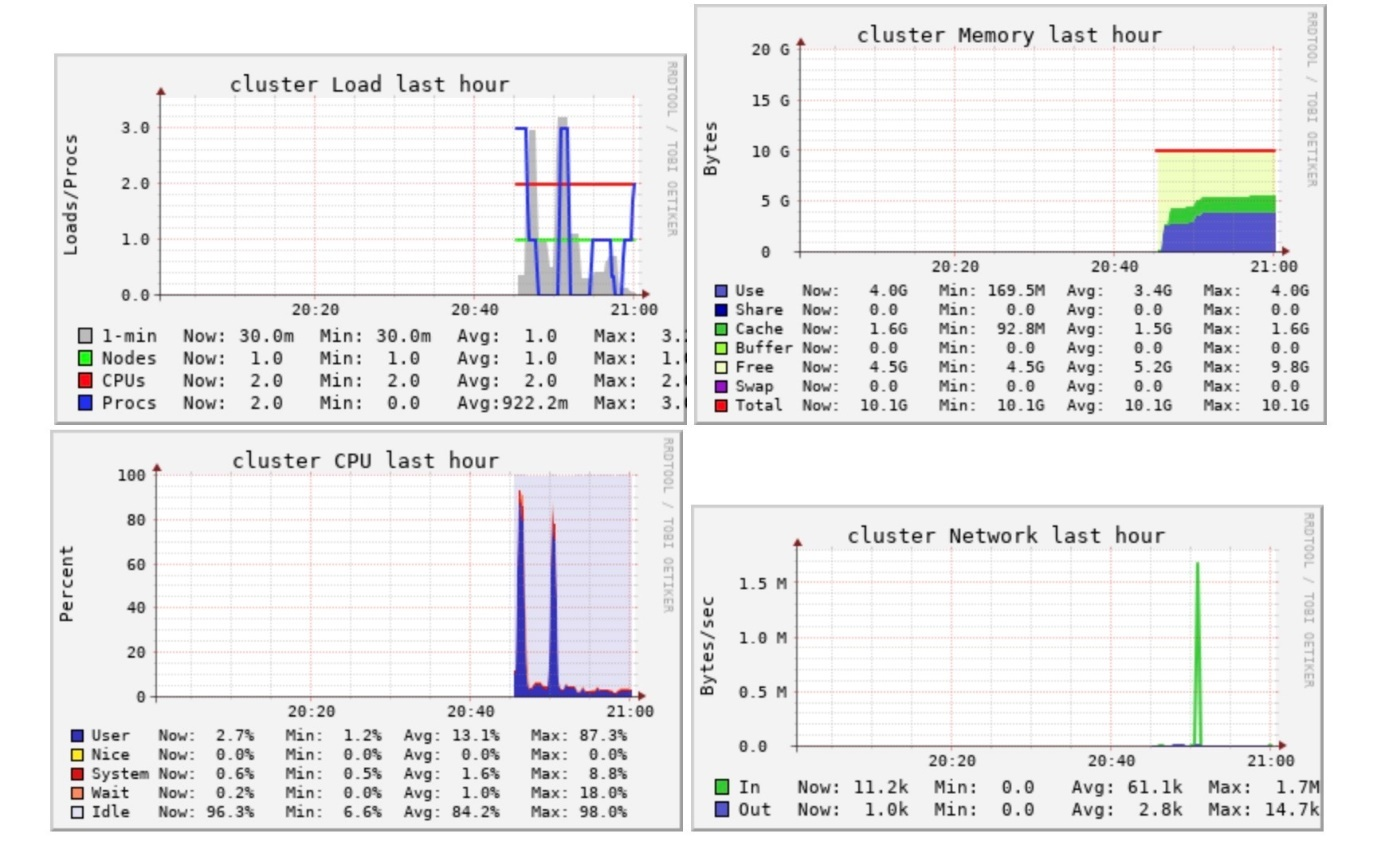 cluster Load last hour
RRDTOOL / TOBI OETIKER
Loads/Procs
3.0
2.0
1.0
0.0
20:20 20:40 21:00
1-min Now: 30.0m Min: 30.0m Avg: 1.0 Max: 3.
Nodes Now: 1.0 Min: 1.0 Avg: 1.0 Max: 1.
CPUs Now: 2.0 Min: 2.0 Avg: 2.0 Max: 2.
Procs Now: 2.0 Min: 0.0 Avg:922.2m Max: 3.
cluster Memory last hour
RRDTOOL / TOBI OETIKER
Bytes
20 G
15 G
10 G
5 G
0
20:20 20:40 21:00
Use Now: 4.0G Min: 169.5M Avg: 3.4G Max: 4.0G
Share Now: 0.0 Min: 0.0 Avg: 0.0 Max: 0.0
Cache Now: 1.6G Min: 92.8M Avg: 1.5G Max: 1.6G
Buffer Now: 0.0 Min: 0.0 Avg: 0.0 Max: 0.0
Free Now: 4.5G Min: 4.5G Avg: 5.2G Max: 9.8G
Swap Now: 0.0 Min: 0.0 Avg: 0.0 Max: 0.0
Total Now: 10.1G Min: 10.1G Avg: 10.1G Max: 10.1G
cluster CPU last hour
RRDTOOL / TOBI OETIKER
Percent
100
80
60
40
20
0
20:20 20:40 21:00
User Now: 2.7% Min: 1.2% Avg: 13.1% Max: 87.3%
Nice Now: 0.0% Min: 0.0% Avg: 0.0% Max: 0.0%
System Now: 0.6% Min: 0.5% Avg: 1.6% Max: 8.8%
Wait Now: 0.2% Min: 0.0% Avg: 1.0% Max: 18.0%
Idle Now: 96.3% Min: 6.6% Avg: 84.2% Max: 98.0%
cluster Network last hour
RRDTOOL / TOBI OETIKER
Bytes/sec
1.5 M
1.0 M
0.5 M
0.0
20:20 20:40 21:00
In Now: 11.2k Min: 0.0 Avg: 61.1k Max: 1.7M
Out Now: 1.0k Min: 0.0 Avg: 2.8k Max: 14.7k